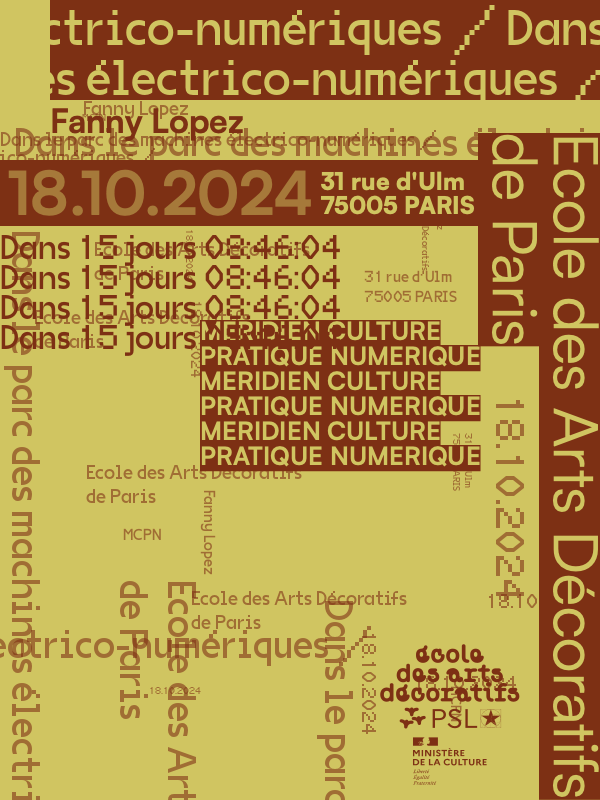 ctrico-numériques / Dans
es électrico-numériques /
Fanny Lopez
Fanny Lopez
Dans le parc des machines électrico-numériques /
Dans le parc des machines é
ico-numériques /
18.10.2024
31 rue d'Ulm
75005 PARIS
Ecole des Arts Décoratifs
de Paris
Dans 15 jours 08:46:04
Dans 15 jours 08:46:04
Dans 15 jours 08:46:04
Dans 15 jours
Ecole des Arts Décoratifs
de Paris
31 rue d'Ulm
75005 PARIS
Ecole des Arts Décoratifs
de Paris
MERIDIEN CULTURE
PRATIQUE NUMERIQUE
MERIDIEN CULTURE
PRATIQUE NUMERIQUE
MERIDIEN CULTURE
PRATIQUE NUMERIQUE
Dans le parc des machines électri
18.10.2024
31 rue d'Ulm
75005 PARIS
Ecole des Arts Décoratifs
de Paris
MCPN
Fanny Lopez
Ecole des Arts Décoratifs
de Paris
18.10
ectrico-numériques /
Ecole des Art
de Paris
18.10.2024
Dans le parc
18.10.2024
école
des arts
décoratifs
18.10.2024
PSL
MINISTÈRE
DE LA CULTURE
Liberté
Égalité
Fraternité